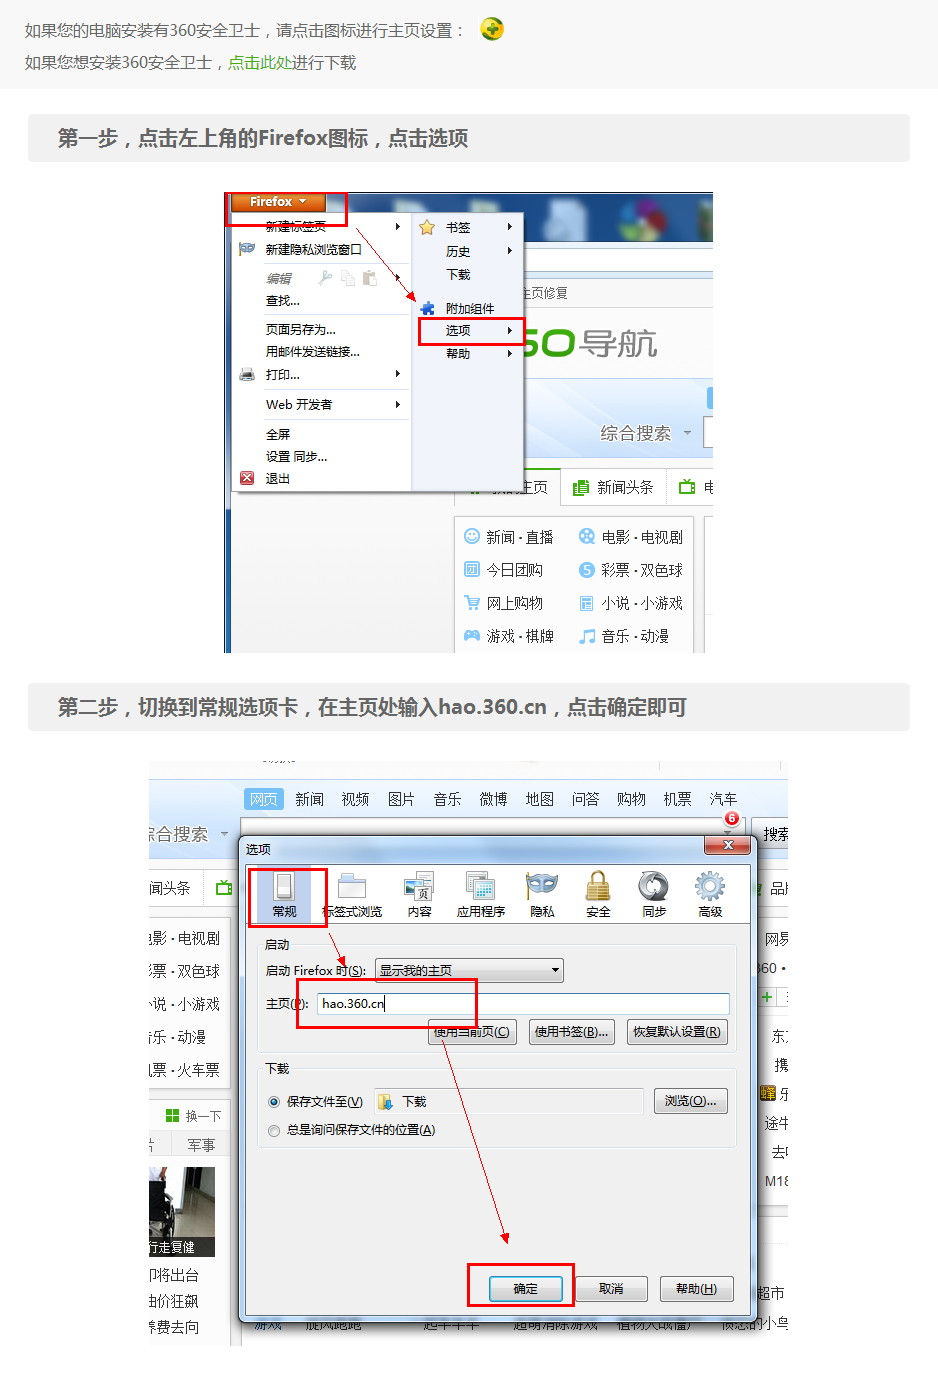 如果您的电脑安装有360安全卫士，请点击图标进行主页设置：
如果您想安装360安全卫士，点击此处进行下载
第一步，点击左上角的Firefox图标，点击选项
Firefox
新建标签页
新建隐私浏览窗口
编辑
查找...
页面另存为...
用邮件发送链接...
打印...
Web 开发者
全屏
设置 同步...
退出
书签
历史
下载
附加组件
选项
帮助
主页修复
导航
综合搜索
主页
新闻头条
电
新闻·直播
电影·电视剧
今日团购
彩票·双色球
网上购物
小说·小游戏
游戏·棋牌
音乐·动漫
第二步，切换到常规选项卡，在主页处输入hao.360.cn，点击确定即可
网页 新闻 视频 图片 音乐 微博 地图 问答 购物 机票 汽车
6
综合搜索
搜索
选项
闻头条
品
常规
标签式浏览
内容
应用程序
隐私
安全
同步
高级
影·电视剧
彩票·双色球
说·小游戏
音乐·动漫
机票·火车票
换一下
军事
行走复健
即将出台
油价狂飙
养费去向
启动
启动 Firefox 时(S):
显示我的主页
主页(P):
hao.360.cn
使用当前页(C)
使用书签(B)...
恢复默认设置(R)
下载
保存文件至(V)
下载
浏览(O)...
总是询问保存文件的位置(A)
确定
取消
帮助(H)
网易
360
东
携
乐
途牛
去
M18
超市
游戏
旋风跑跑
超萌消除游戏
植物大战僵尸
愤怒的小鸟